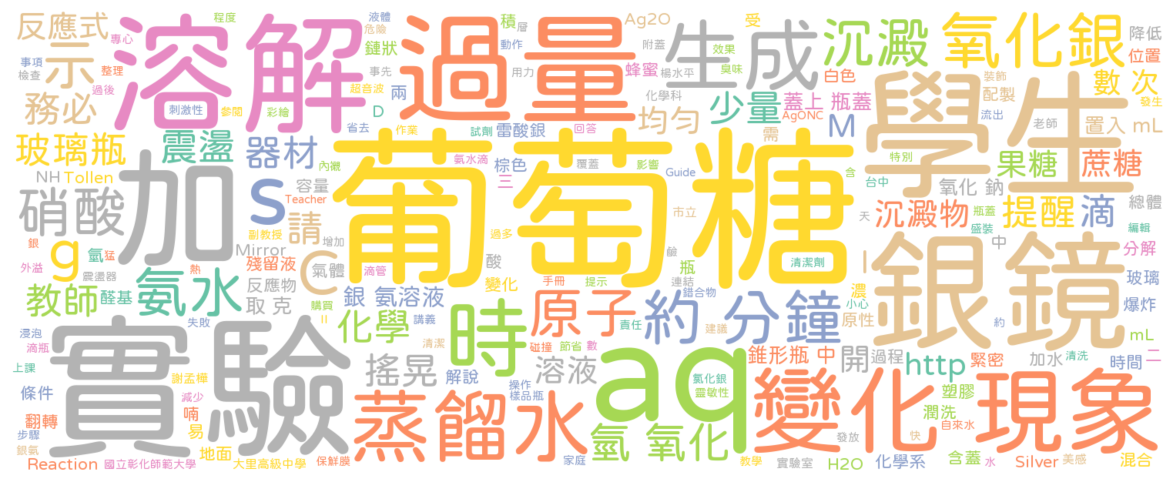 反應式
程度
專心
務必
示
事項
檢查
整理
過後
溶解
刺激性
參閱
彩繪
液體
危險
鏈狀
事先
超音波
D
省去
積
層
動作
兩
用力
過量
Ag2O
附蓋
蜂蜜
楊水平
化學科
生成
受
效果
臭味
白色
沉澱
少量
蓋上 瓶蓋
AgONC
M
均勻
需
氧化銀
降低
位置
數 次
裝飾
配製
發生
流出
老師
置入 mL
玻璃瓶
震盪
器材
NH
Tollen
硝酸
加
s
作業
試劑
雷酸銀
回答
氨水滴
內襯
棕色
三
覆蓋
影響
Guide
容量
Teacher
葡萄糖
學生
特別
含
台中
氧化 鈉
果糖
蔗糖
天
市立
瓶蓋
盛裝
沉澱物
提醒
滴
總體
編輯
中
分解
銀
氫
猛
外溢
g
震盪器
熱
副教授
請
Mirror
增加
殘留液
反應物
取 克
C
氣體
滴管
過多
變化
酸
手冊
提示
鹼
瓶
連結
錯合物
清潔劑
濃
小心
原性
銀鏡
約
玻璃
爆炸
mL
二
教師
醛基
氨水
購買
II
銀 氨溶液
化學
講義
時
原子
責任
建議
約 分鐘
浸泡
滴瓶
失敗
實驗
上課
清潔
碰撞
節省
數
錐形瓶 中
開
過程
http
加水
緊密
清洗
時間
條件
謝孟樺
減少
搖晃
解說
溶液
操作
樣品瓶
aq
氯化銀
靈敏性
塑膠
潤洗
自來水
翻轉
喃
易
步驟
銀氨
地面
蒸餾水
氫 氧化
變化
現象
發放
快
Reaction
國立彰化師範大學
大里高級中學
保鮮膜
家庭
教學
實驗室
H2O
化學系
含蓋
水
Silver
美感
混合